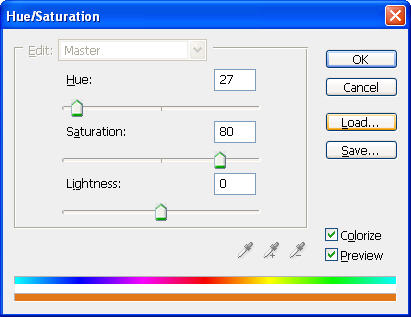 Hue/Saturation
Edit: Master
Hue: 27
Saturation: 80
Lightness: 0
OK
Cancel
Load...
Save...
Colorize
Preview